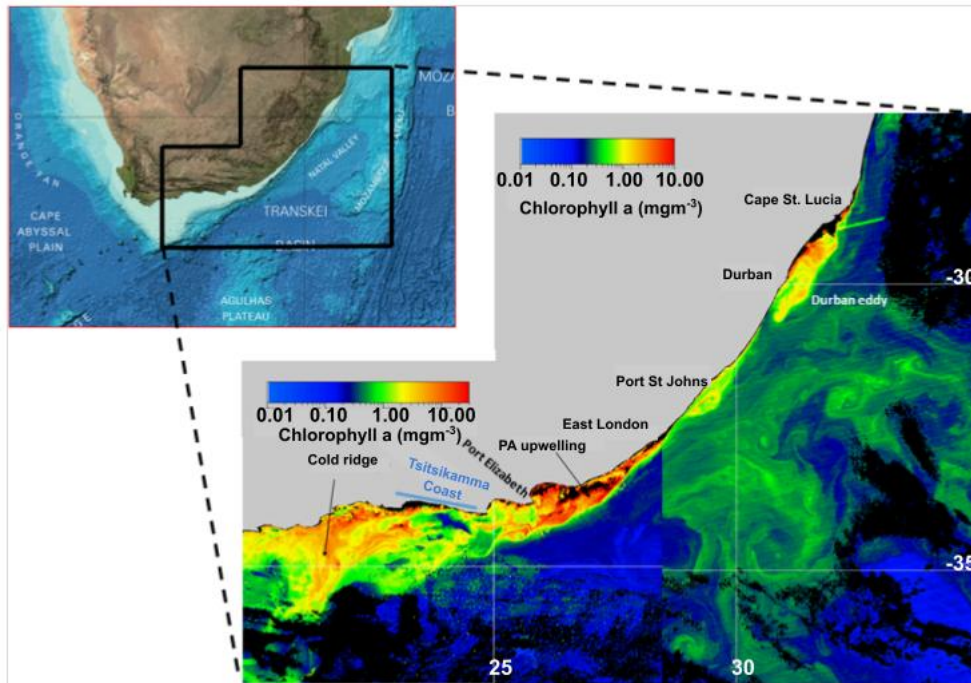 ORANGE FAN
CAPE
ABYSSAL
PLAIN
NATAL VALLEY
TRANSKEI
BASIN
AGULHAS
PLATEAU
0.01 0.10 1.00 10.00
Chlorophyll a (mgm-3)
Cape St. Lucia
Durban
-30
Durban eddy
Port St Johns
0.01 0.10 1.00 10.00
Chlorophyll a (mgm-3)
East London
PA upwelling
Cold ridge
Port Elizabeth
Tsitsikamma
Coast
-35
25
30